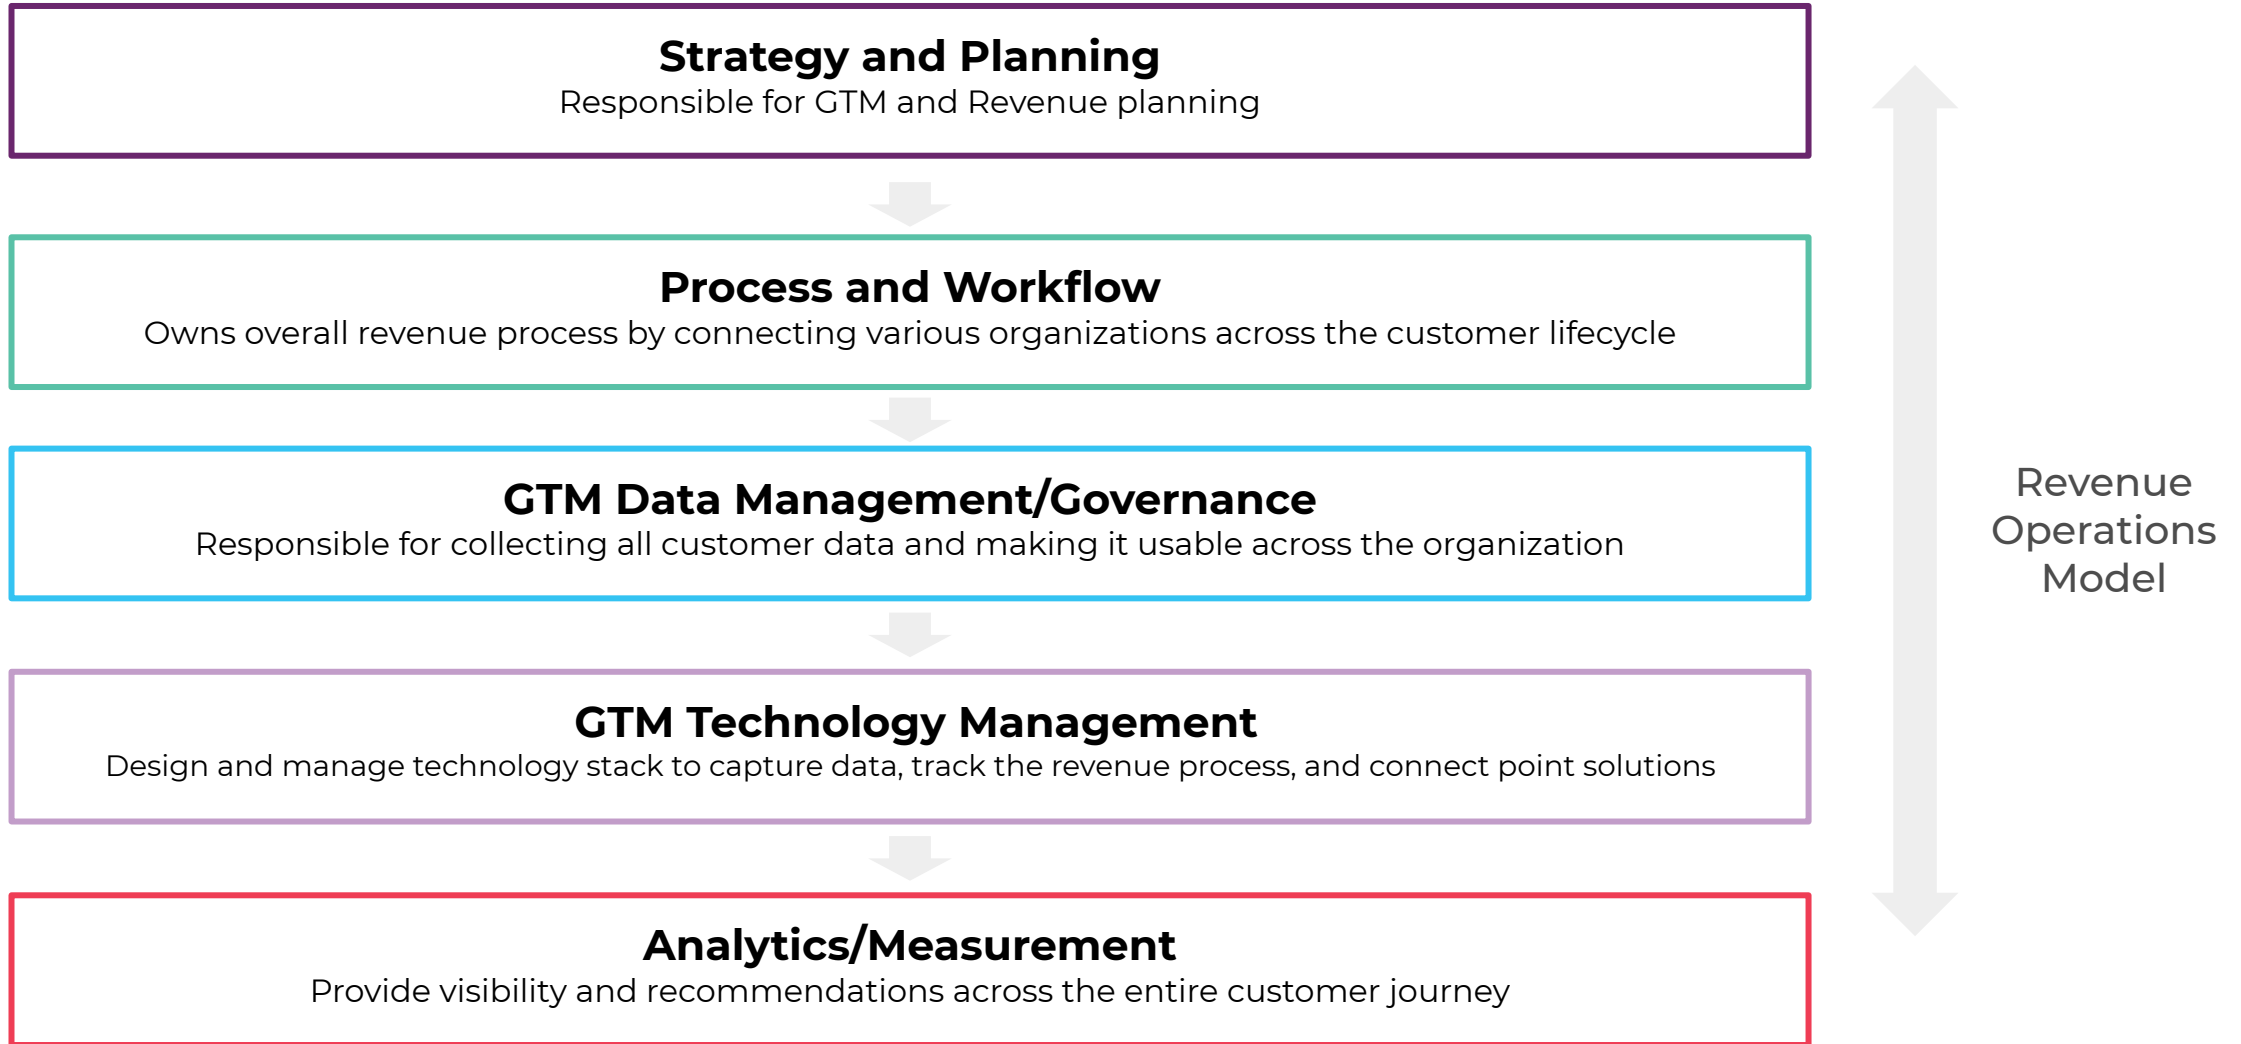 Strategy and Planning
Responsible for GTM and Revenue planning
Process and Workflow
Owns overall revenue process by connecting various organizations across the customer lifecycle
GTM Data Management/Governance
Responsible for collecting all customer data and making it usable across the organization
GTM Technology Management
Design and manage technology stack to capture data, track the revenue process, and connect point solutions
Analytics/Measurement
Provide visibility and recommendations across the entire customer journey
Revenue
Operations
Model